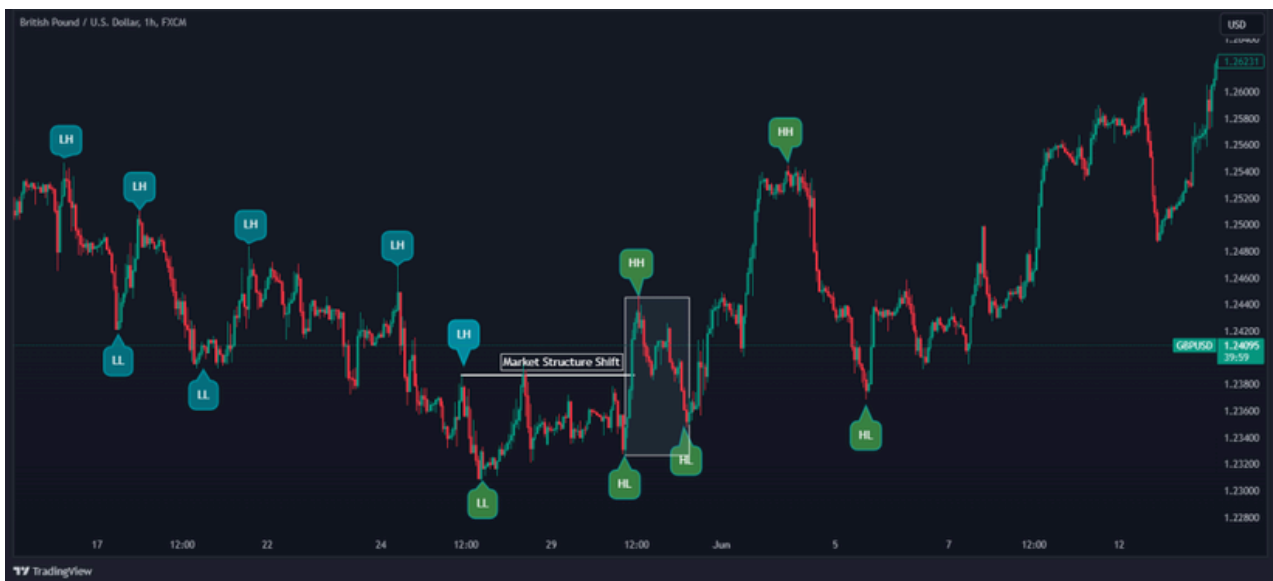 British Pound / U.S. Dollar, 1h, FXCM
USD
1.26231
1.26000
1.25800
1.25600
1.25400
1.25200
1.25000
1.24800
1.24600
1.24400
1.24200
GBPUSD 1.24095
39:59
1.23800
1.23600
1.23400
1.23200
1.23000
1.22800
LH
LH
LH
LH
LH
LL
LL
LL
Market Structure Shift
HH
HH
HL
HL
HL
17 12:00 22 24 12:00 29 12:00 Jun 5 7 12:00 12
TradingView